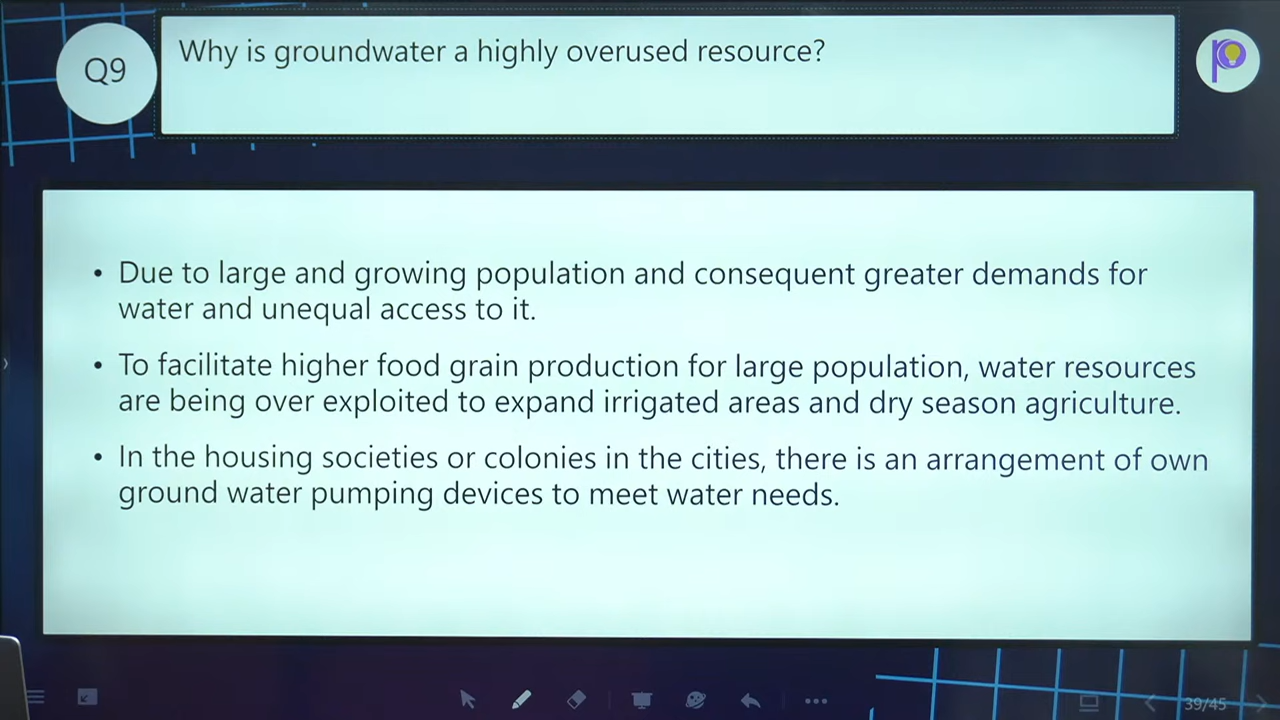 Q9
Why is groundwater a highly overused resource?
• Due to large and growing population and consequent greater demands for
water and unequal access to it.
• To facilitate higher food grain production for large population, water resources
are being over exploited to expand irrigated areas and dry season agriculture.
• In the housing societies or colonies in the cities, there is an arrangement of own
ground water pumping devices to meet water needs.
39/45